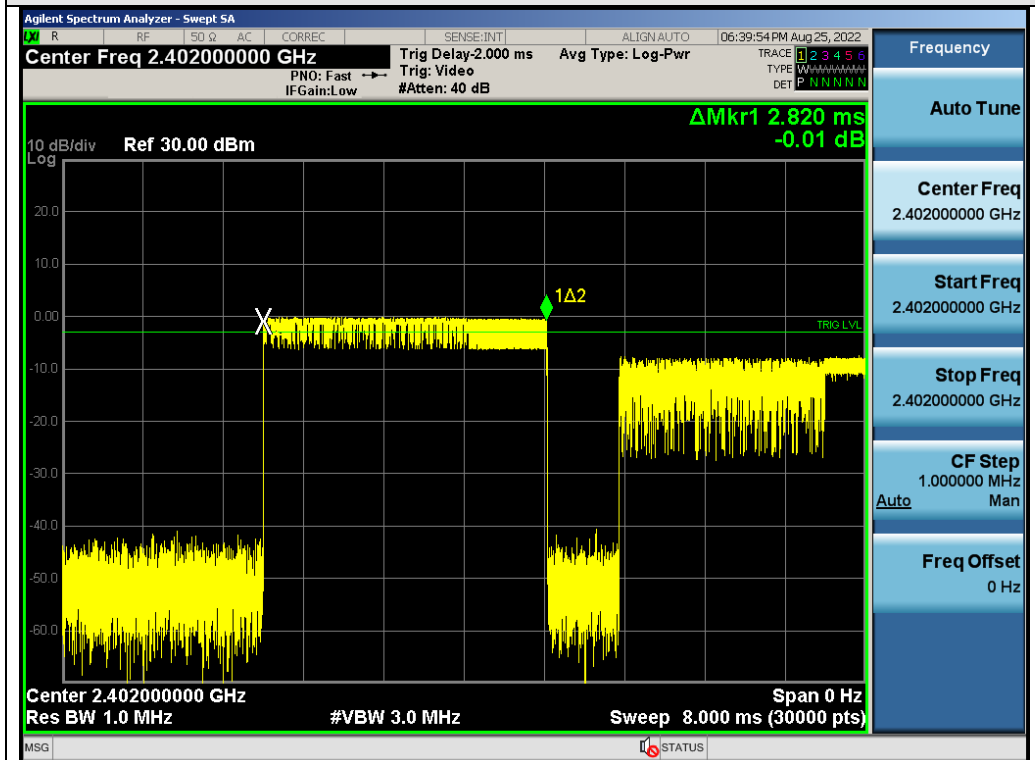 Agilent Spectrum Analyzer - Swept SA
LXI R RF 50 Ω AC CORREC SENSE:INT ALIGN AUTO 06:39:54 PM Aug 25, 2022
Center Freq 2.402000000 GHz
PNO: Fast
IFGain:Low
Trig Delay-2.000 ms
Trig: Video
#Atten: 40 dB
Avg Type: Log-Pwr
TRACE 1 2 3 4 5 6
TYPE WWWWWW
DET P N N N N N
ΔMkr1 2.820 ms
-0.01 dB
10 dB/div Ref 30.00 dBm
Log
20.0
10.0
0.00
-10.0
-20.0
-30.0
-40.0
-50.0
-60.0
1Δ2
TRIG LVL
Center 2.402000000 GHz Span 0 Hz
Res BW 1.0 MHz #VBW 3.0 MHz Sweep 8.000 ms (30000 pts)
MSG STATUS
Frequency
Auto Tune
Center Freq
2.402000000 GHz
Start Freq
2.402000000 GHz
Stop Freq
2.402000000 GHz
CF Step
1.000000 MHz
Auto Man
Freq Offset
0 Hz